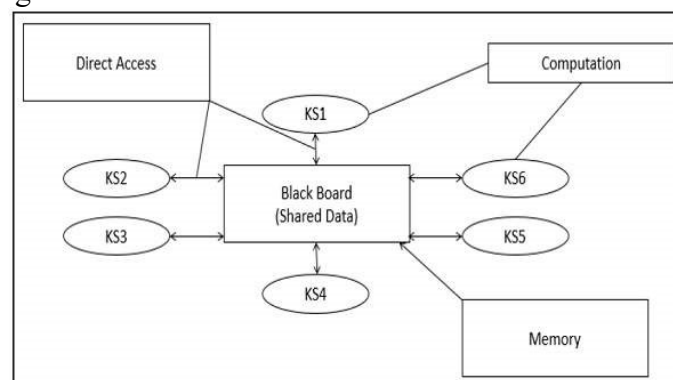 Direct Access
Computation
KS1
KS2
KS6
Black Board
(Shared Data)
KS3
KS5
KS4
Memory